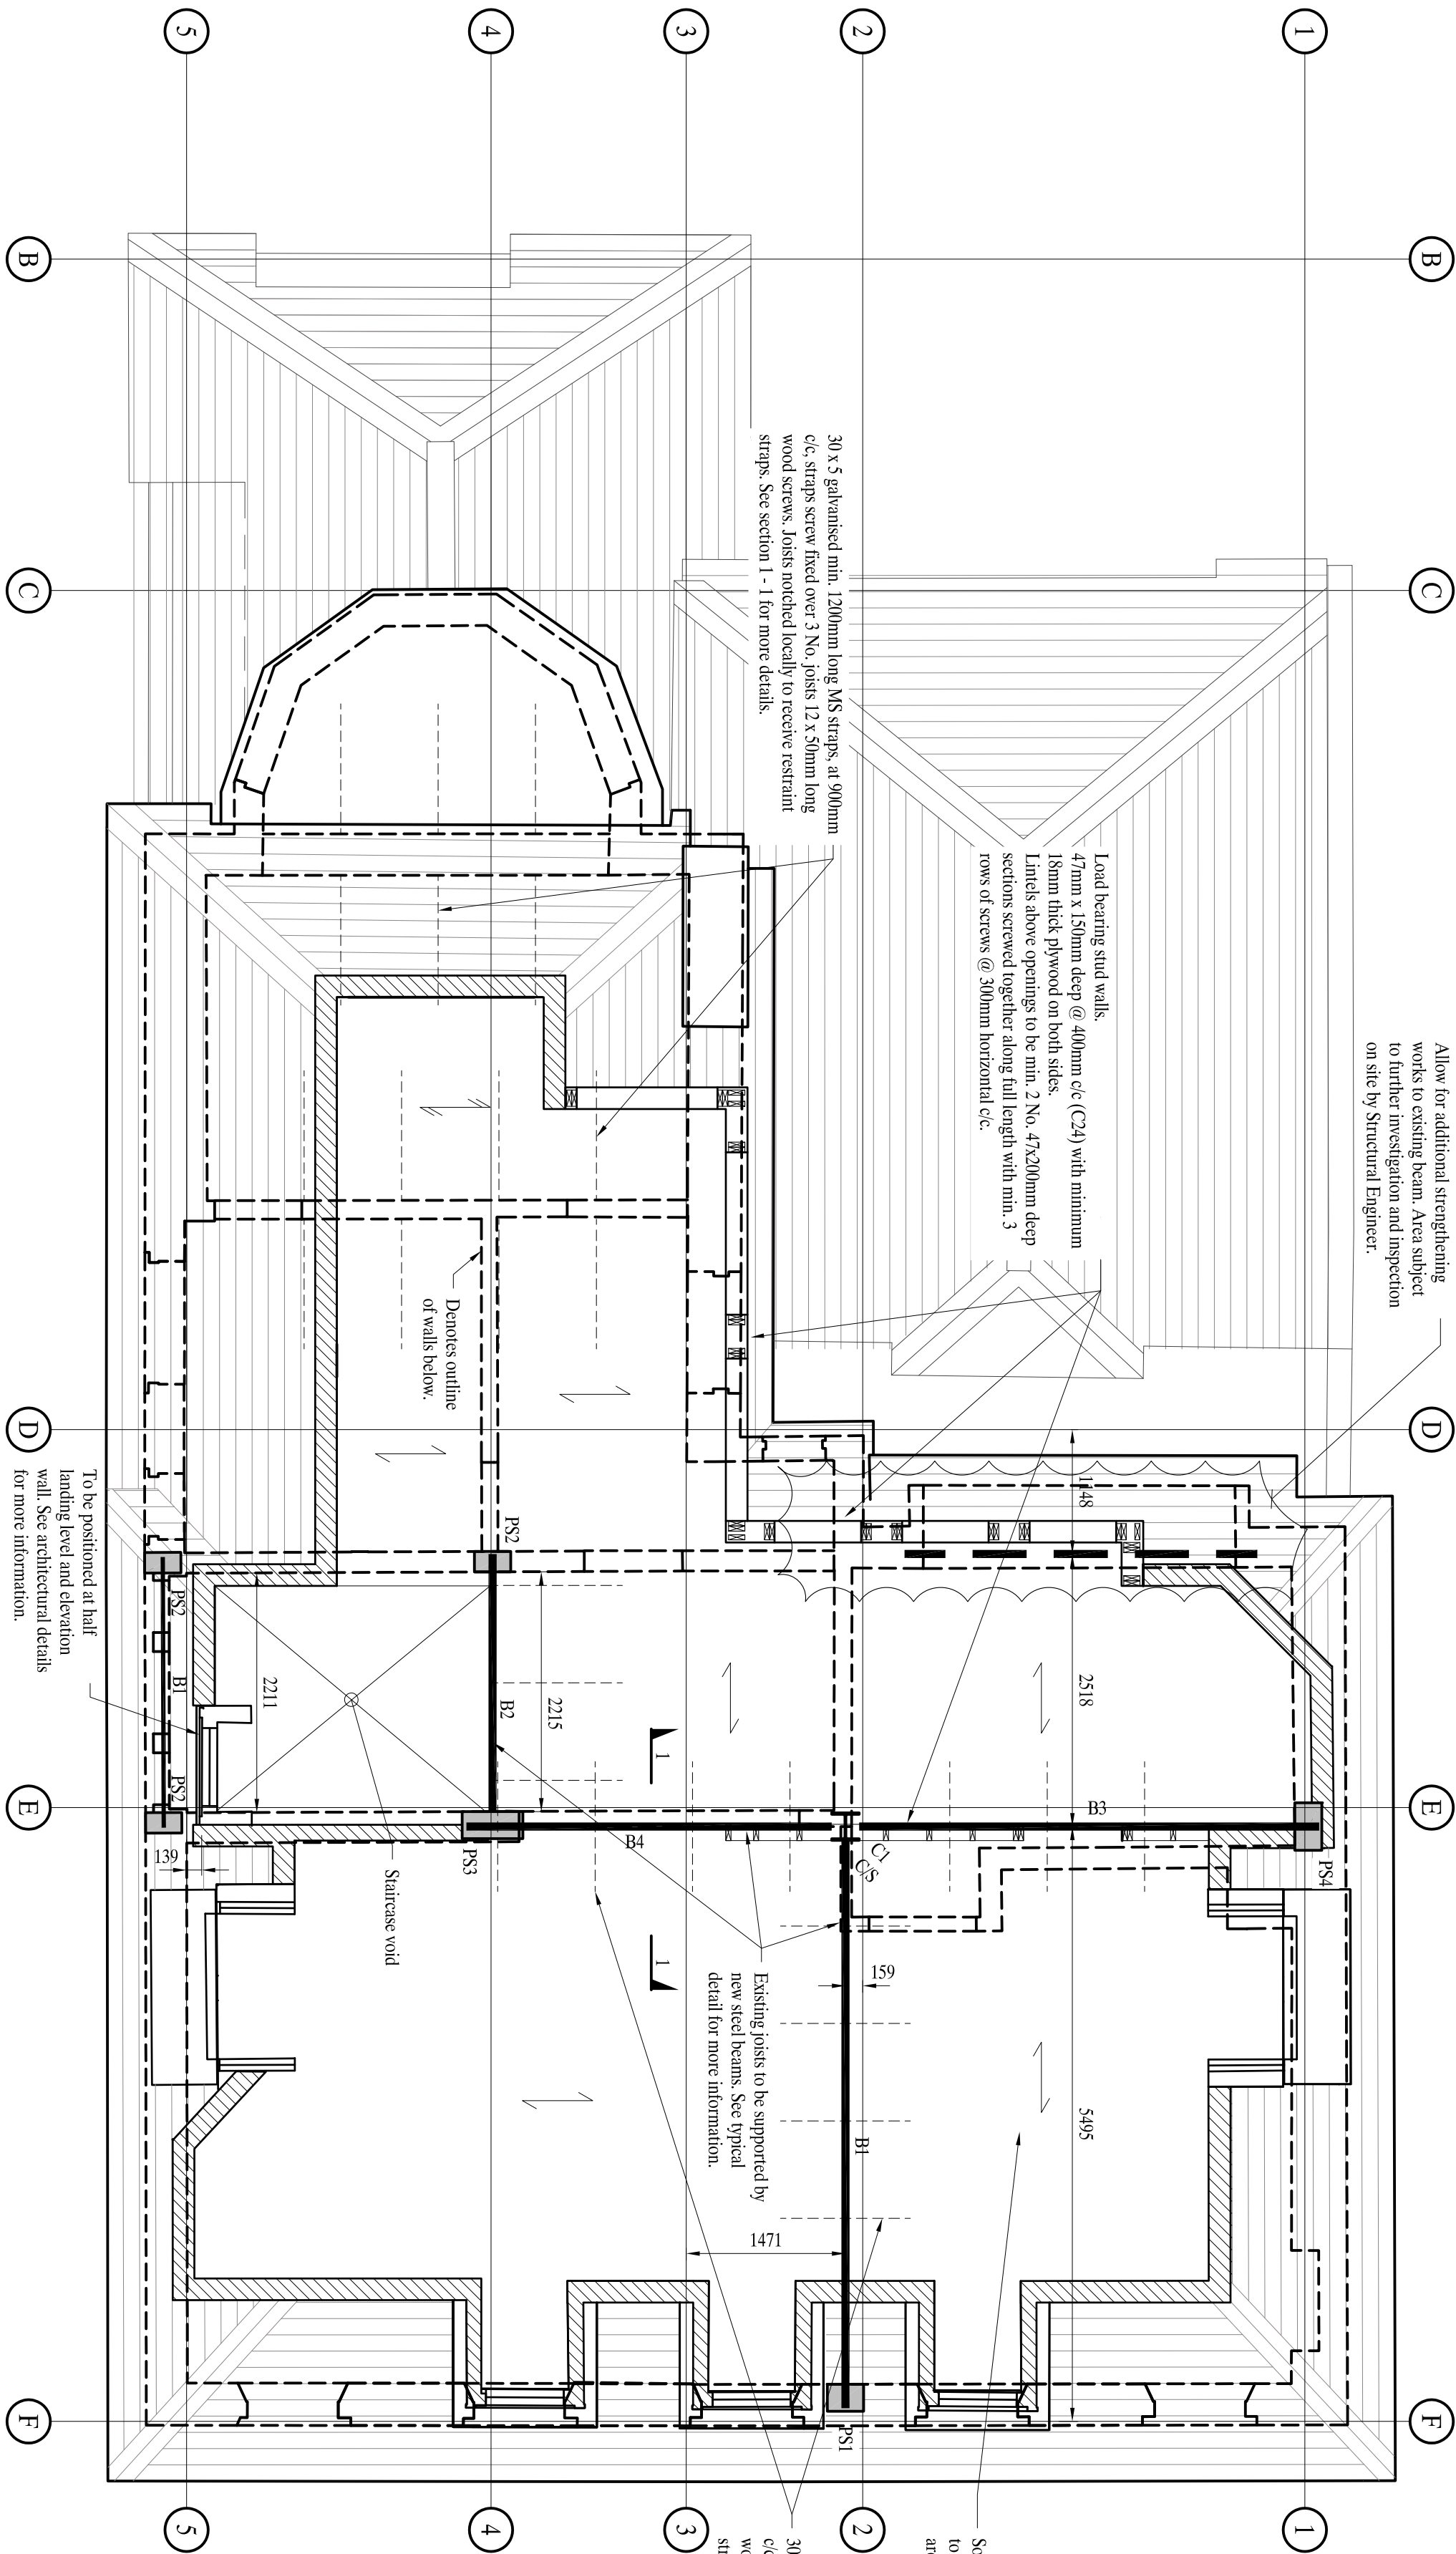 5
4
3
2
1
B
B
C
C
D
D
E
E
F
F
5
4
3
2
1
Allow for additional strengthening
works to existing beam. Area subject
to further investigation and inspection
on site by Structural Engineer.
Load bearing stud walls.
47mm x 150mm deep @ 400mm c/c (C24) with minimum
18mm thick plywood on both sides.
Lintels above openings to be min. 2 No. 47x200mm deep
sections screwed together along full length with min. 3
rows of screws @ 300mm horizontal c/c.
30 x 5 galvanised min. 1200mm long MS straps, at 900mm
c/c, straps screw fixed over 3 No. joists 12 x 50mm long
wood screws. Joists notched locally to receive restraint
straps. See section 1 - 1 for more details.
Denotes outline
of walls below.
1148
2518
5495
PS2
B2
2215
2211
PS2
B1
PS2
To be positioned at half
landing level and elevation
wall. See architectural details
for more information.
1
1
B3
B4
C1
C/S
PS4
PS3
139
Staircase void
159
Existing joists to be supported by
new steel beams. See typical
detail for more information.
B1
1471
PS1
30
c/c
to